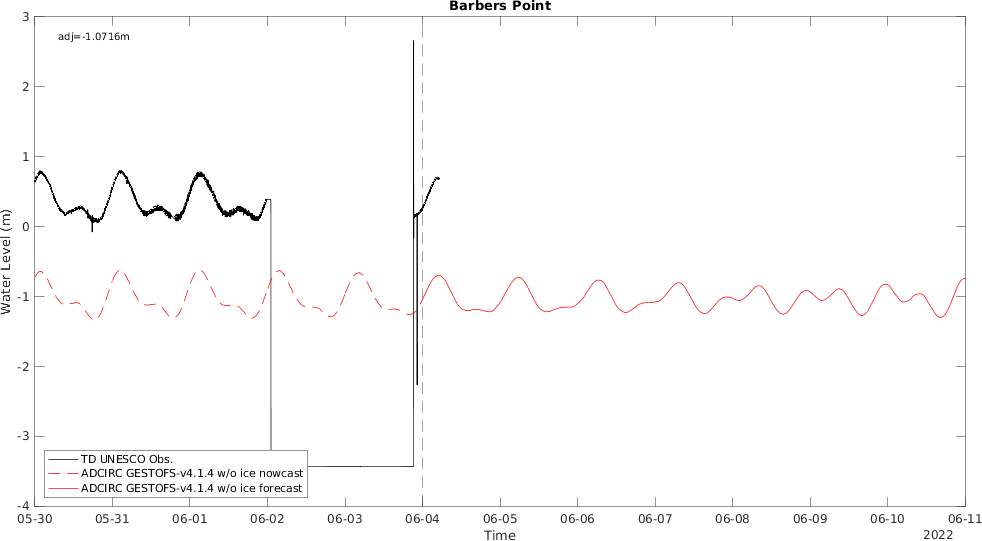 Barbers Point
adj=-1.0716m
3
2
1
0
-1
-2
-3
-4
Water Level (m)
TD UNESCO Obs.
ADCIRC GESTOFS-v4.1.4 w/o ice nowcast
ADCIRC GESTOFS-v4.1.4 w/o ice forecast
05-30 05-31 06-01 06-02 06-03 06-04 06-05 06-06 06-07 06-08 06-09 06-10 06-11
Time
2022